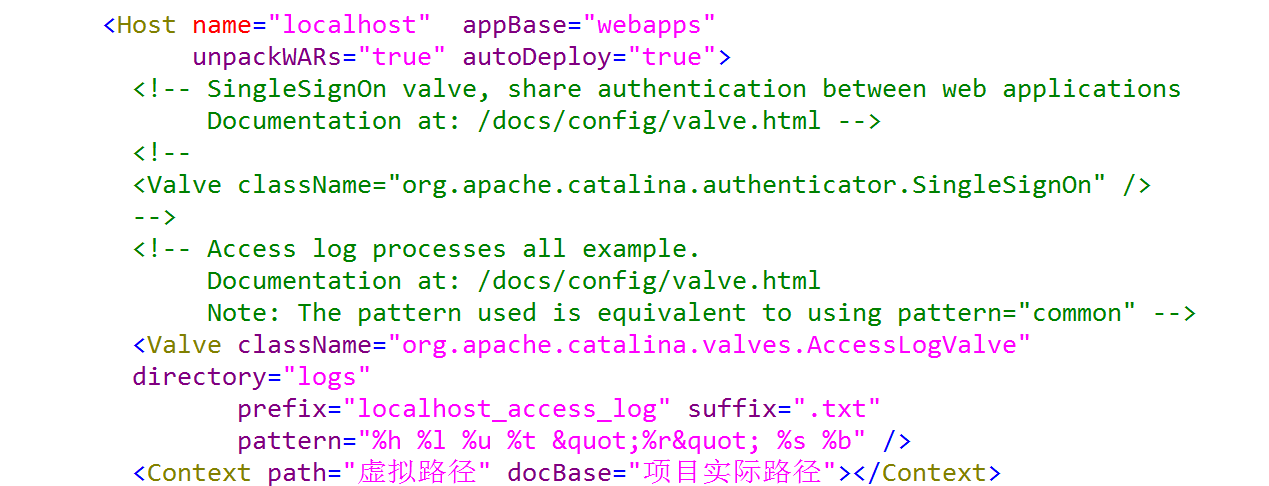 <Host name="localhost"  appBase="webapps"
      unpackWARs="true" autoDeploy="true">
  <!-- SingleSignOn valve, share authentication between web applications
       Documentation at: /docs/config/valve.html -->
  <!--
  <Valve className="org.apache.catalina.authenticator.SingleSignOn" />
  -->
  <!-- Access log processes all example.
       Documentation at: /docs/config/valve.html
       Note: The pattern used is equivalent to using pattern="common" -->
  <Valve className="org.apache.catalina.valves.AccessLogValve"
  directory="logs"
         prefix="localhost_access_log" suffix=".txt"
         pattern="%h %l %u %t &quot;%r&quot; %s %b" />
  <Context path="虚拟路径" docBase="项目实际路径"></Context>